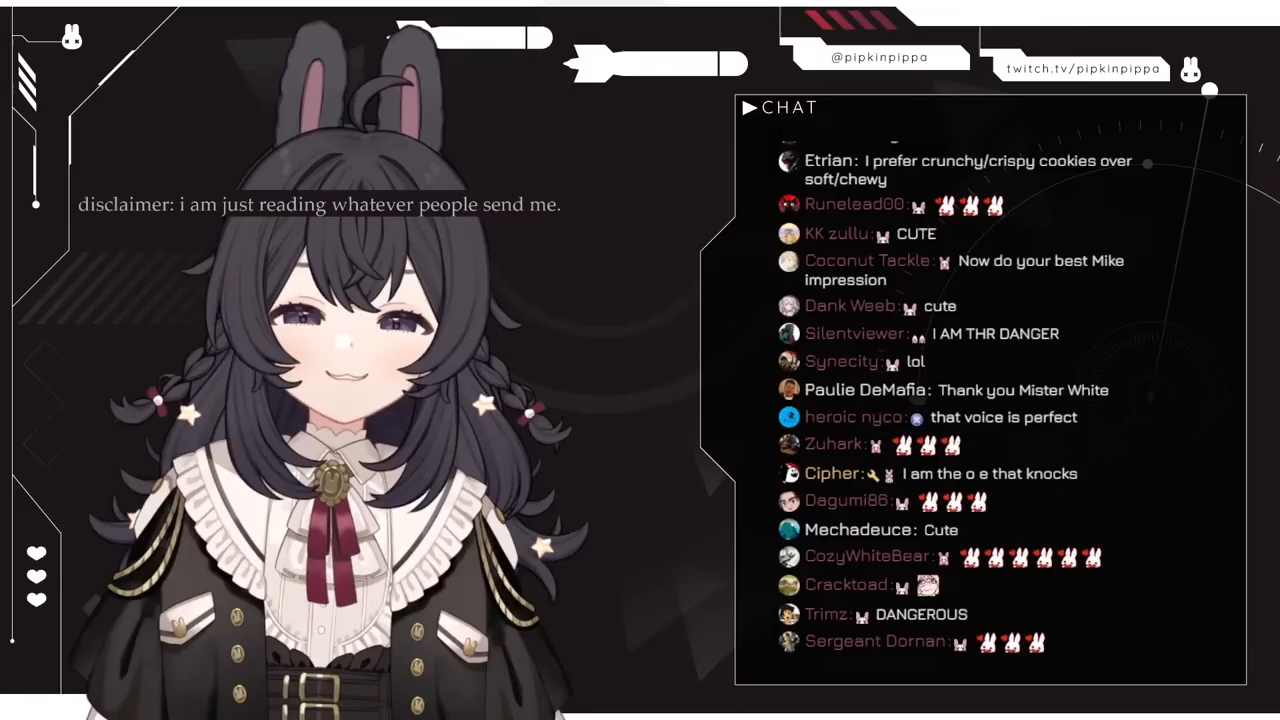 @pipkinpippa
twitch.tv/pipkinpippa
▶CHAT
Etrian: I prefer crunchy/crispy cookies over
soft/chewy
Runelead00:
KK zullu: CUTE
Coconut Tackle: Now do your best Mike
impression
Dank Weeb: cute
Silentviewer: I AM THR DANGER
Synecity: lol
Paulie DeMafia: Thank you Mister White
heroic nyco: that voice is perfect
Zuhark:
Cipher: I am the o e that knocks
Dagumi86:
Mechadeuce: Cute
CozyWhiteBear:
Cracktoad:
Trimz: DANGEROUS
Sergeant Dornan:
disclaimer: i am just reading whatever people send me.